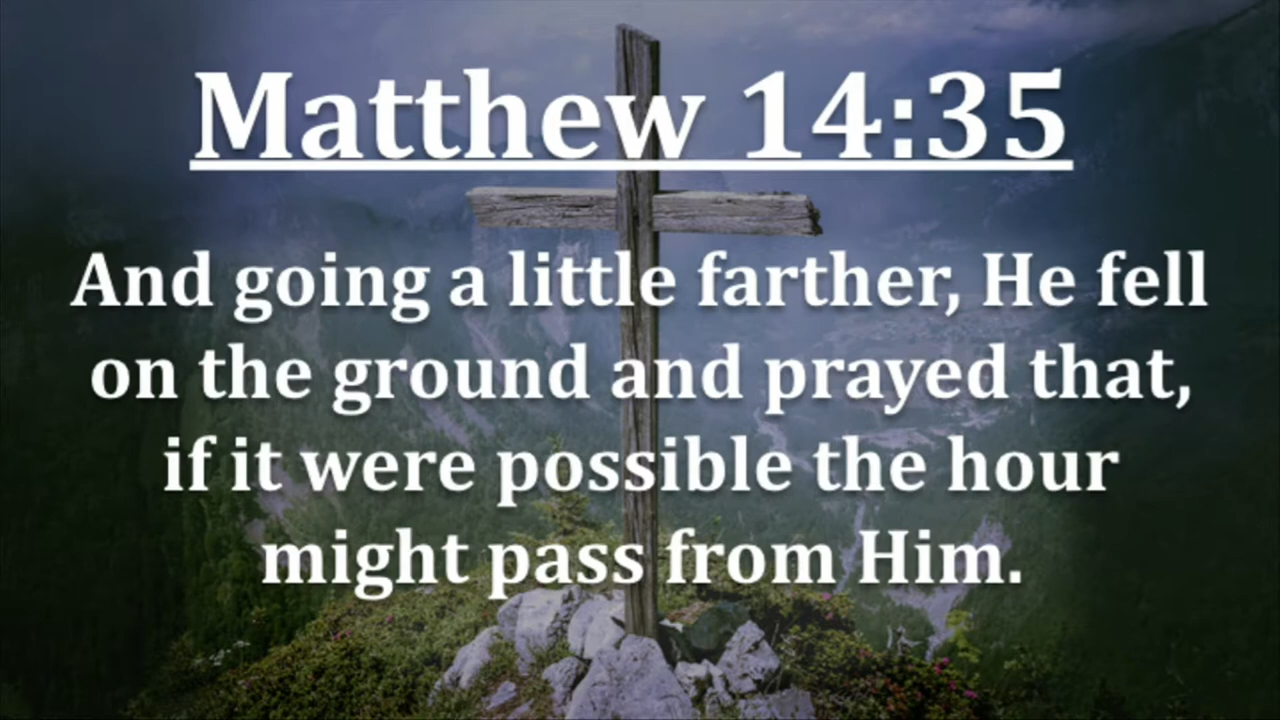 Matthew 14:35
And going a little farther, He fell
on the ground and prayed that,
if it were possible the hour
might pass from Him.